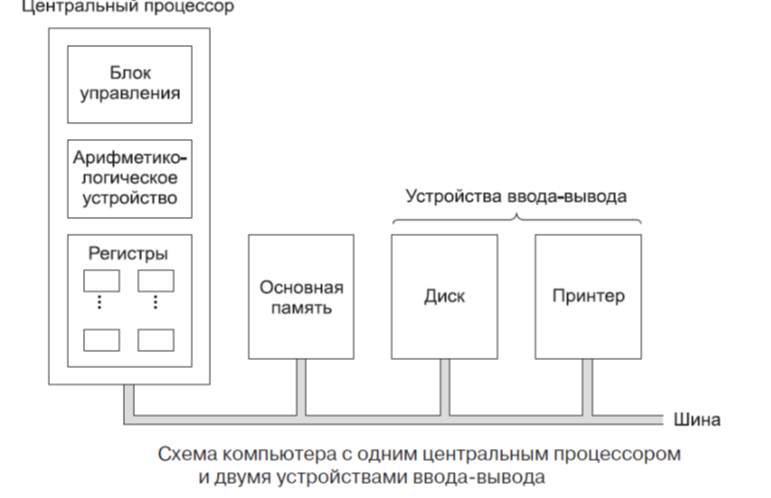 Центральный процессор
Блок
управления
Арифметико-
логическое
устройство
Регистры
Основная
память
Устройства ввода-вывода
Диск
Принтер
Шина
Схема компьютера с одним центральным процессором
и двумя устройствами ввода-вывода